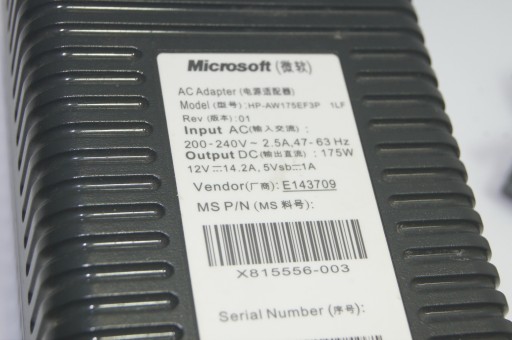 Microsoft (微软)
AC Adapter (电源适配器)
Model (型号): HP-AW175EF3P 1LF
Rev (版本): 01
Input AC(输入交流):
200-240V~ 2.5A,47-63 Hz
Output DC(输出直流): 175W
12V⎓14.2A, 5Vsb⎓1A
Vendor(厂商): E143709
MS P/N (MS 料号):
X815556-003
Serial Number (序号):